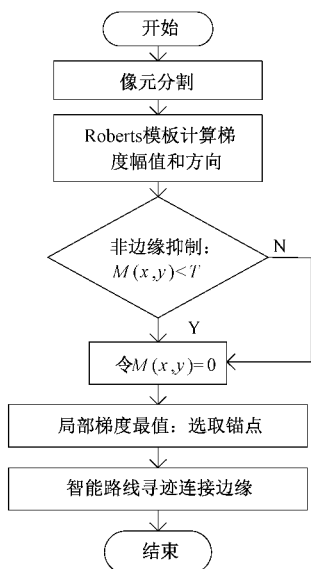 开始
像元分割
Roberts模板计算梯
度幅值和方向
非边缘抑制：
M(x,y)<T
N
Y
令M(x,y)=0
局部梯度最值：选取锚点
智能路线寻迹连接边缘
结束